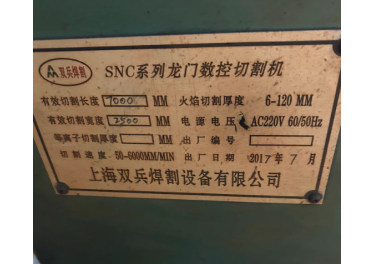 双兵焊割
SNC系列龙门数控切割机
有效切割长度 7000 MM 火焰切割厚度 6-120 MM
有效切割宽度 3500 MM 电源电压 AC220V 60/50Hz
等离子切割厚度 MM 出厂编号
切割速度 50-6000MM/MIN 出厂日期 2017年7月
上海双兵焊割设备有限公司